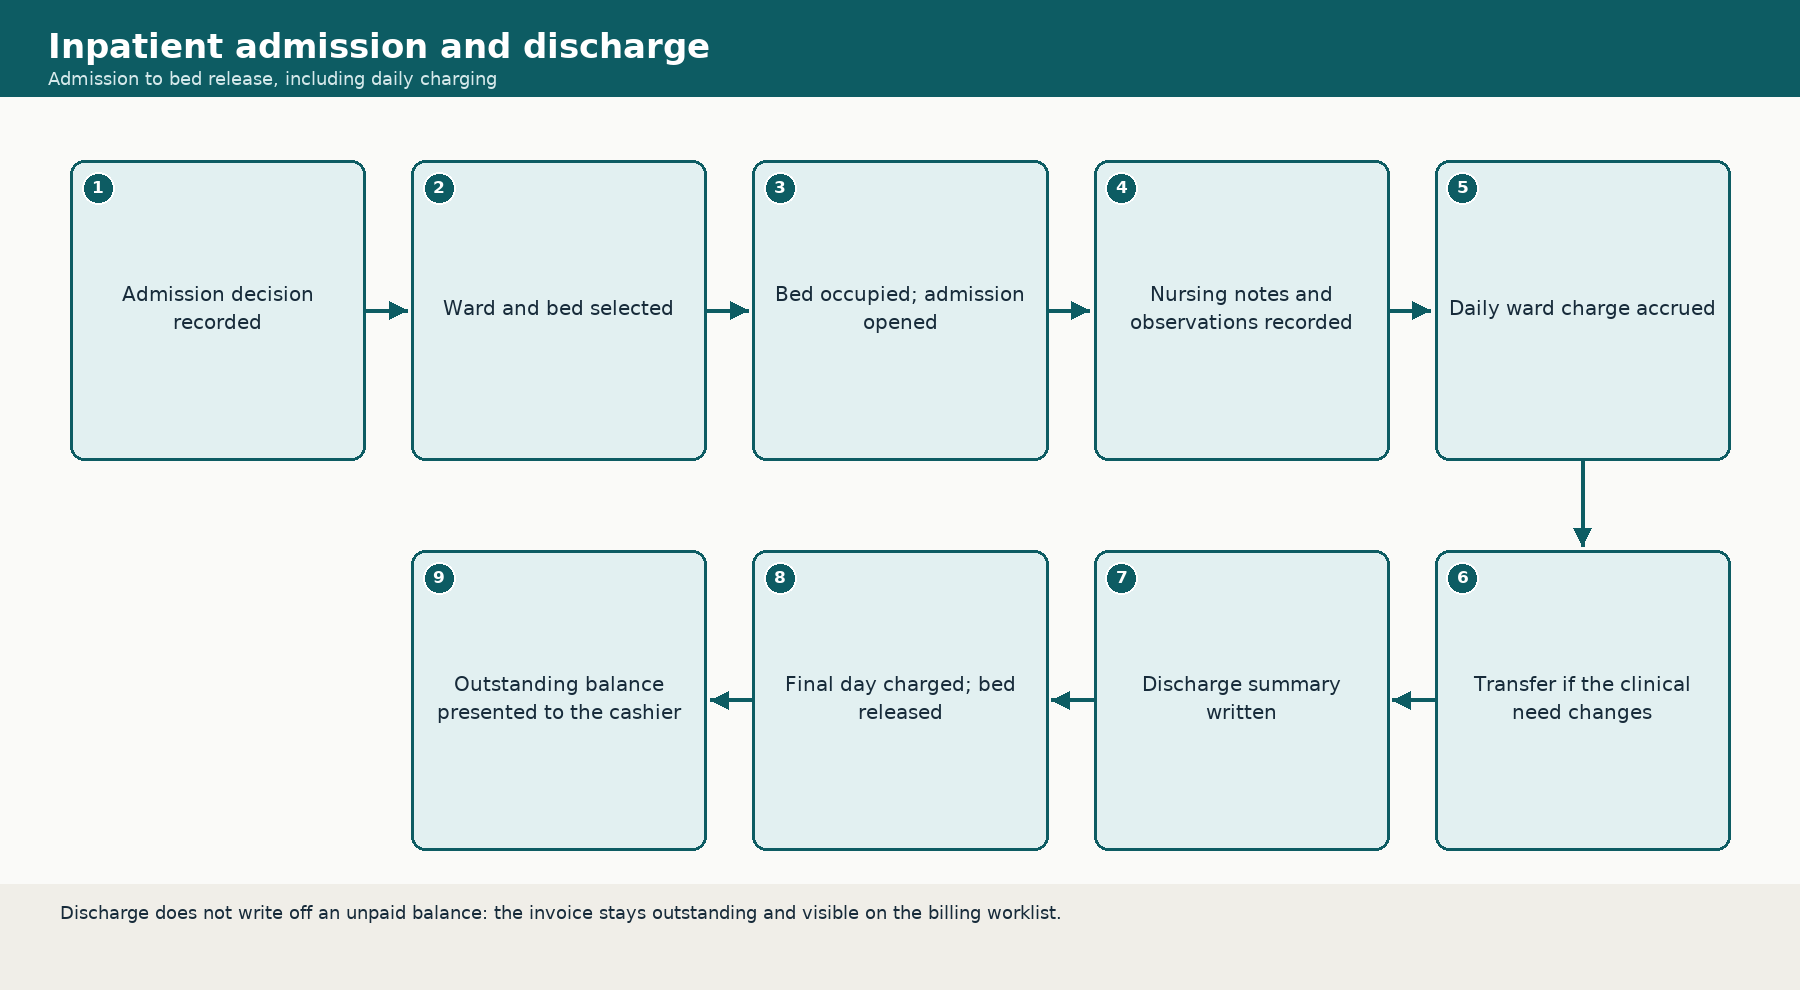 Inpatient admission and discharge
Admission to bed release, including daily charging
1
Admission decision
recorded
2
Ward and bed selected
3
Bed occupied; admission
opened
4
Nursing notes and
observations recorded
5
Daily ward charge accrued
6
Transfer if the clinical
need changes
7
Discharge summary
written
8
Final day charged; bed
released
9
Outstanding balance
presented to the cashier
Discharge does not write off an unpaid balance: the invoice stays outstanding and visible on the billing worklist.